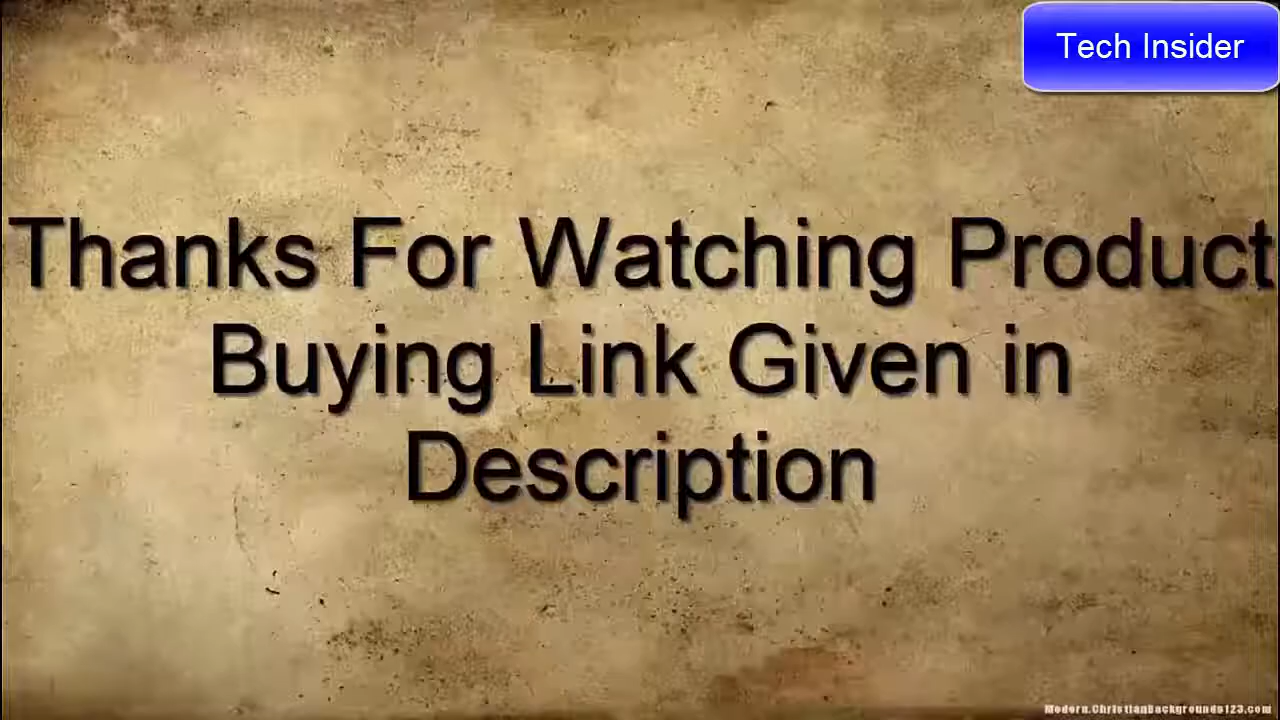 Tech Insider
Thanks For Watching Product
Buying Link Given in
Description
Modern.ChristianBackgrounds123.com